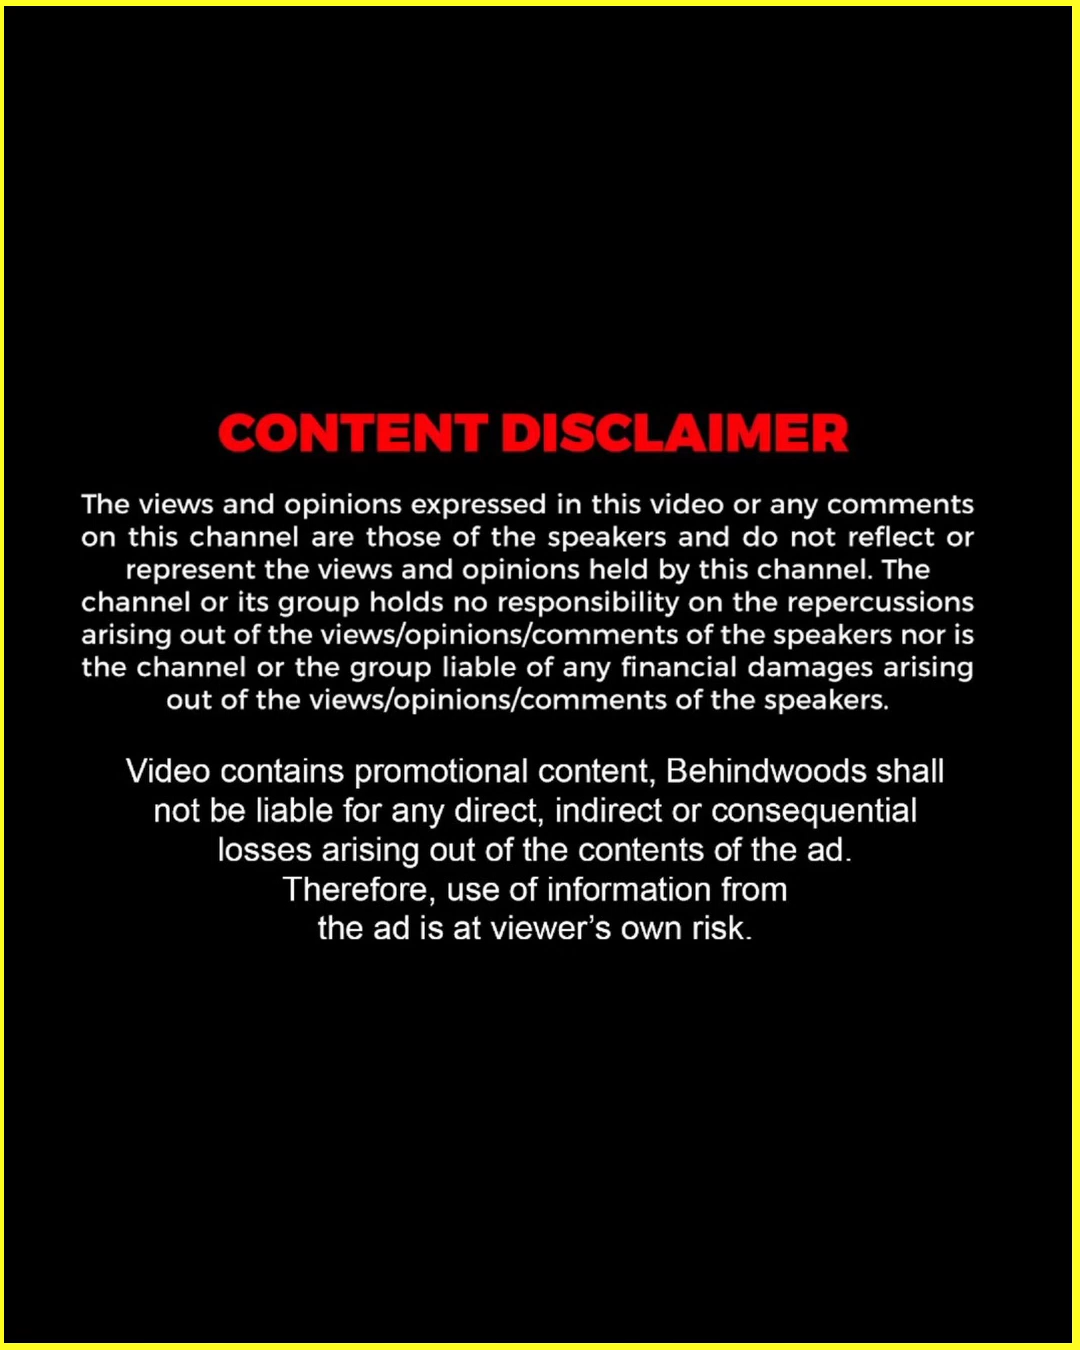 CONTENT DISCLAIMER
The views and opinions expressed in this video or any comments
on this channel are those of the speakers and do not reflect or
represent the views and opinions held by this channel. The
channel or its group holds no responsibility on the repercussions
arising out of the views/opinions/comments of the speakers nor is
the channel or the group liable of any financial damages arising
out of the views/opinions/comments of the speakers.
Video contains promotional content, Behindwoods shall
not be liable for any direct, indirect or consequential
losses arising out of the contents of the ad.
Therefore, use of information from
the ad is at viewer’s own risk.